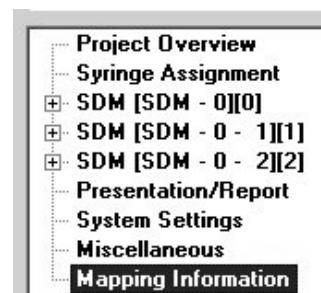 Project Overview
Syringe Assignment
SDM [SDM - 0][0]
SDM [SDM - 0 - 1][1]
SDM [SDM - 0 - 2][2]
Presentation/Report
System Settings
Miscellaneous
Mapping Information